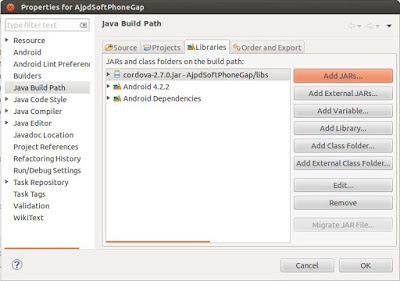 Properties for AjpdSoftPhoneGap
type filter text
Java Build Path
Resource
Android
Android Lint Preference
Builders
Java Build Path
Java Code Style
Java Compiler
Java Editor
Javadoc Location
Project References
Refactoring History
Run/Debug Settings
Task Repository
Task Tags
Validation
WikiText
Source Projects Libraries Order and Export
JARs and class folders on the build path:
cordova-2.7.0.jar - AjpdSoftPhoneGap/libs
Android 4.2.2
Android Dependencies
Add JARs...
Add External JARs...
Add Variable...
Add Library...
Add Class Folder...
Add External Class Folder...
Edit...
Remove
Migrate JAR File...
Cancel OK